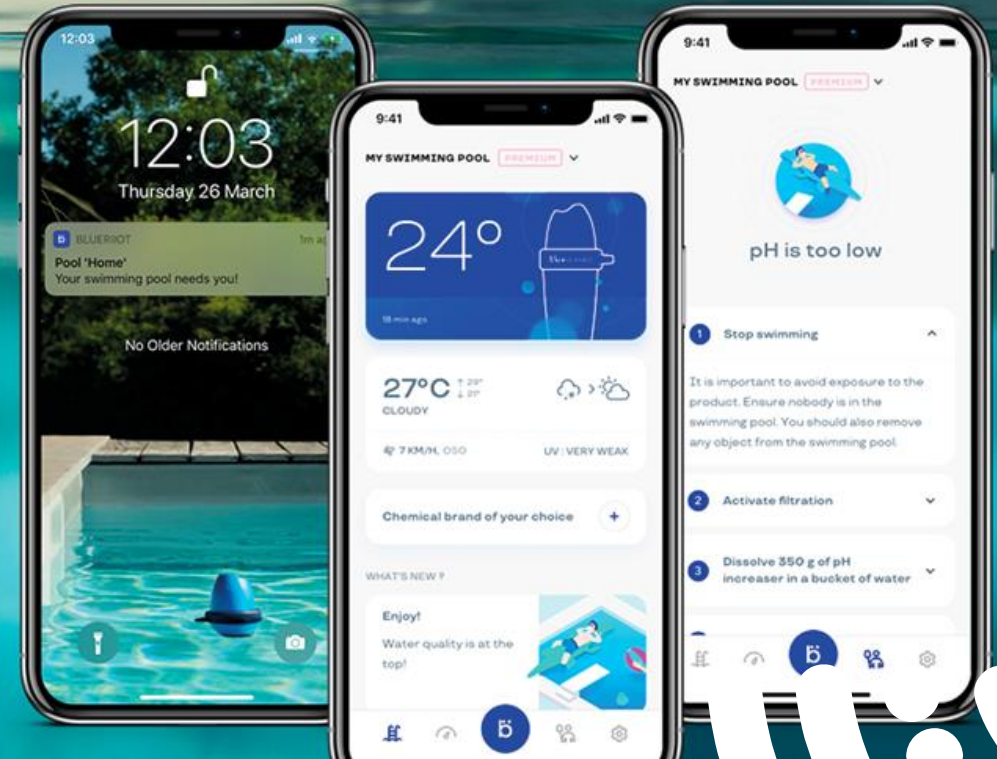 12:03
12:03
Thursday 26 March
BLUERIIOT
1m ag
Pool 'Home'
Your swimming pool needs you!
No Older Notifications
9:41
MY SWIMMING POOL PREMIUM
24°
18 min ago
27°C
CLOUDY
7 KM/H, OSO
UV : VERY WEAK
Chemical brand of your choice
WHAT'S NEW ?
Enjoy!
Water quality is at the
top!
9:41
MY SWIMMING POOL PREMIUM
pH is too low
1 Stop swimming
It is important to avoid exposure to the
product. Ensure nobody is in the
swimming pool. You should also remove
any object from the swimming pool.
2 Activate filtration
3 Dissolve 350 g of pH
increaser in a bucket of water